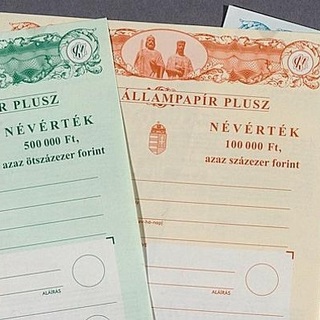 R PLUSZ
NÉVÉRTÉK
500 000 Ft,
azaz ötszázezer forint
ALÁÍRÁS
ÁLLAMPAPÍR PLUSZ
NÉVÉRTÉK
100 000 Ft,
azaz százezer forint
ALÁÍRÁS